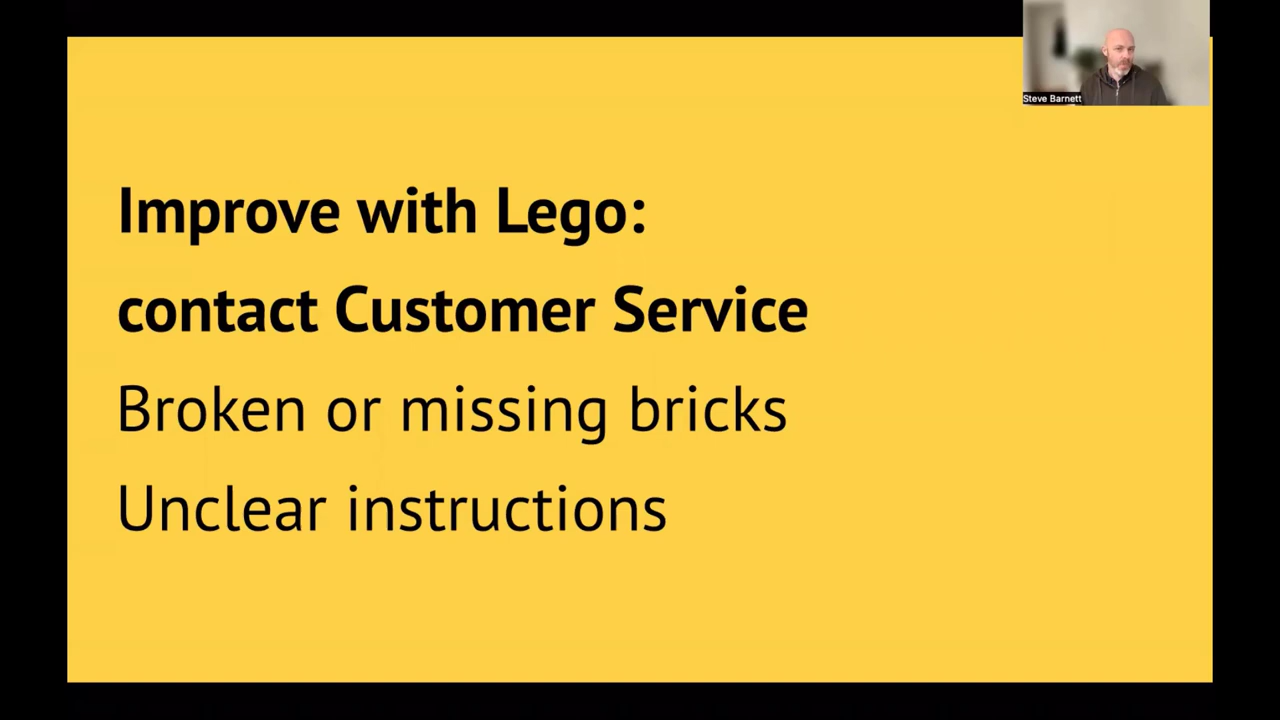 Steve Barnett
Improve with Lego:
contact Customer Service
Broken or missing bricks
Unclear instructions